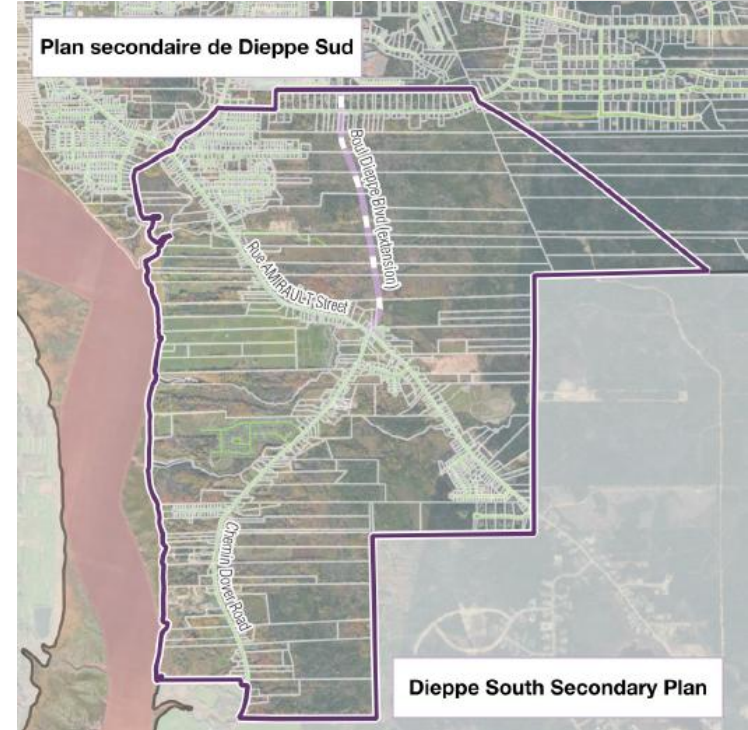 Plan secondaire de Dieppe Sud
Boul Dieppe Blvd (extension)
Rue AMIRAULT Street
Chemin Dover Road
Dieppe South Secondary Plan